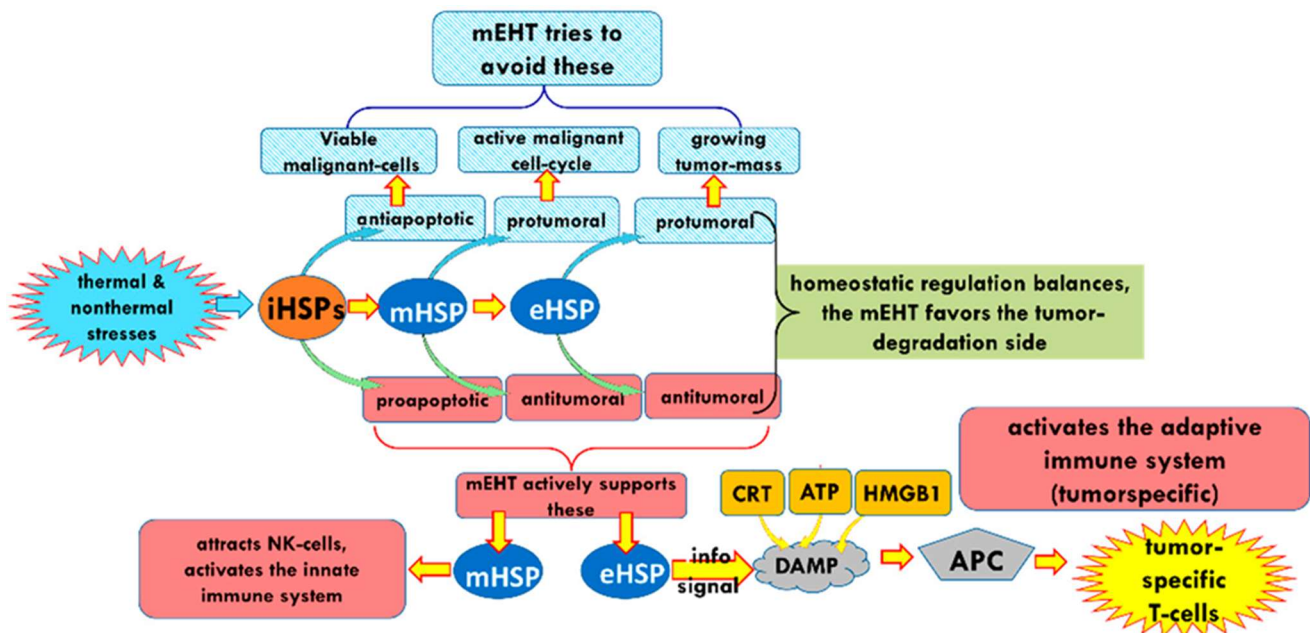 mEHT tries to
avoid these
Viable
malignant-cells
active malignant
cell-cycle
growing
tumor-mass
antiapoptotic
protumoral
protumoral
thermal &
nonthermal
stresses
iHSPs
mHSP
eHSP
homeostatic regulation balances,
the mEHT favors the tumor-
degradation side
proapoptotic
antitumoral
antitumoral
mEHT actively supports
these
CRT
ATP
HMGB1
activates the adaptive
immune system
(tumorspecific)
attracts NK-cells,
activates the innate
immune system
mHSP
eHSP
info
signal
DAMP
APC
tumor-
specific
T-cells